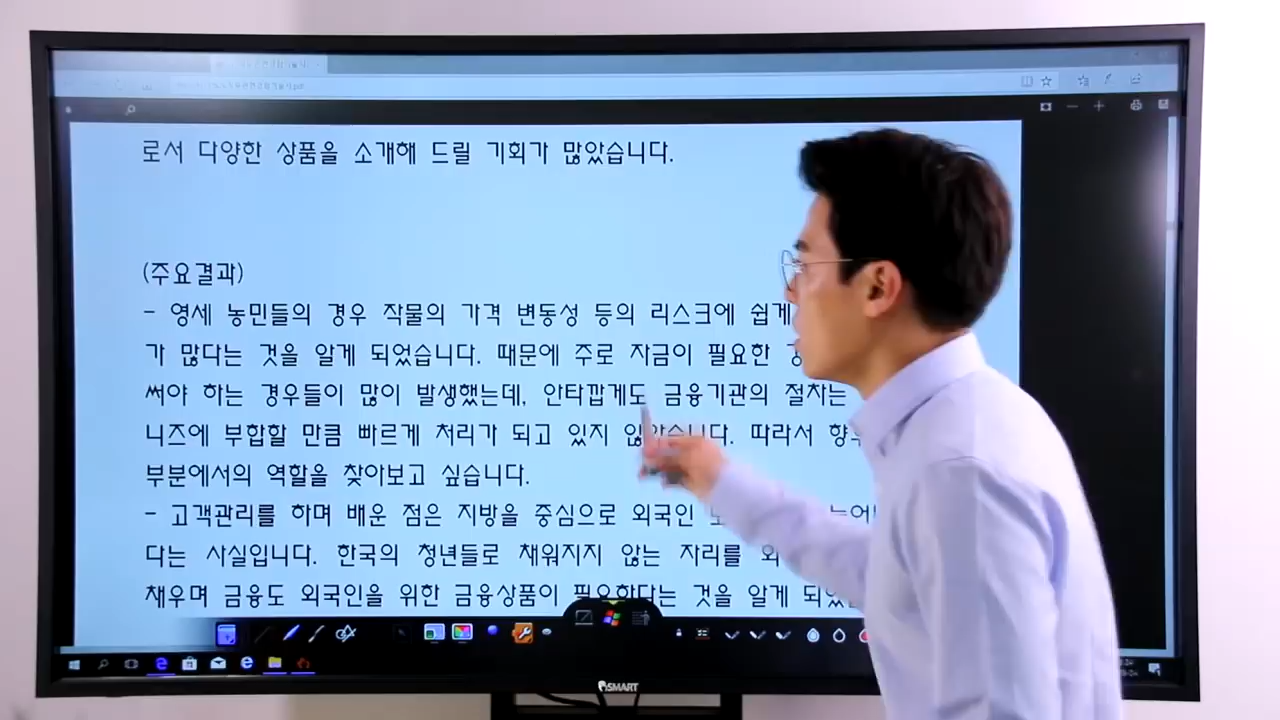 로서 다양한 상품을 소개해 드릴 기회가 많았습니다.
(주요결과)
- 영세 농민들의 경우 작물의 가격 변동성 등의 리스크에 쉽게
가 많다는 것을 알게 되었습니다. 때문에 주로 자금이 필요한
써야 하는 경우들이 많이 발생했는데, 안타깝게도 금융기관의 절차는
니즈에 부합할 만큼 빠르게 처리가 되고 있지 않았습니다. 따라서
부분에서의 역할을 찾아보고 싶습니다.
- 고객관리를 하며 배운 점은 지방을 중심으로 외국인
다는 사실입니다. 한국의 청년들로 채워지지 않는 자리를
채우며 금융도 외국인을 위한 금융상품이 필요하다는 것을 알게
SMART